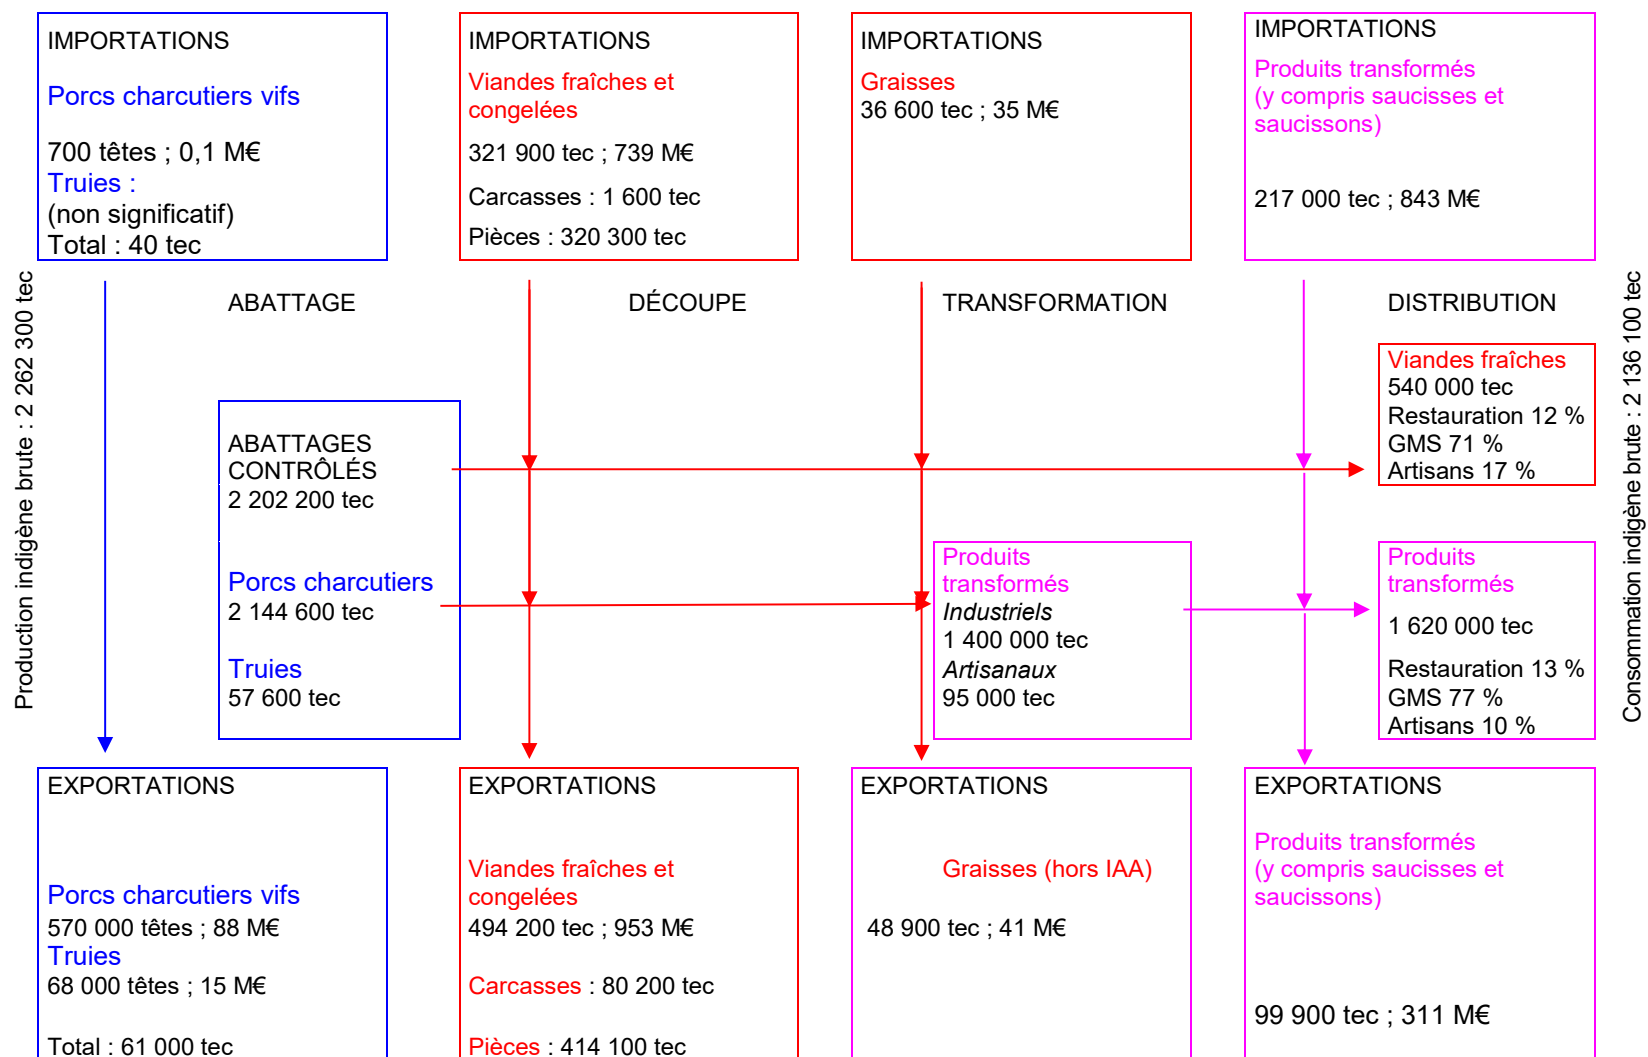 IMPORTATIONS
Porcs charcutiers vifs
700 têtes ; 0,1 M€
Truies :
(non significatif)
Total : 40 tec
IMPORTATIONS
Viandes fraîches et
congelées
321 900 tec ; 739 M€
Carcasses : 1 600 tec
Pièces : 320 300 tec
IMPORTATIONS
Graisses
36 600 tec ; 35 M€
IMPORTATIONS
Produits transformés
(y compris saucisses et
saucissons)
217 000 tec ; 843 M€
Production indigène brute : 2 262 300 tec
ABATTAGE
DÉCOUPE
TRANSFORMATION
DISTRIBUTION
Consommation indigène brute : 2 136 100 tec
ABATTAGES
CONTRÔLÉS
2 202 200 tec
Porcs charcutiers
2 144 600 tec
Truies
57 600 tec
Produits
transformés
Industriels
1 400 000 tec
Artisanaux
95 000 tec
Viandes fraîches
540 000 tec
Restauration 12 %
GMS 71 %
Artisans 17 %
Produits
transformés
1 620 000 tec
Restauration 13 %
GMS 77 %
Artisans 10 %
EXPORTATIONS
Porcs charcutiers vifs
570 000 têtes ; 88 M€
Truies
68 000 têtes ; 15 M€
Total : 61 000 tec
EXPORTATIONS
Viandes fraîches et
congelées
494 200 tec ; 953 M€
Carcasses : 80 200 tec
Pièces : 414 100 tec
EXPORTATIONS
Graisses (hors IAA)
48 900 tec ; 41 M€
EXPORTATIONS
Produits transformés
(y compris saucisses et
saucissons)
99 900 tec ; 311 M€